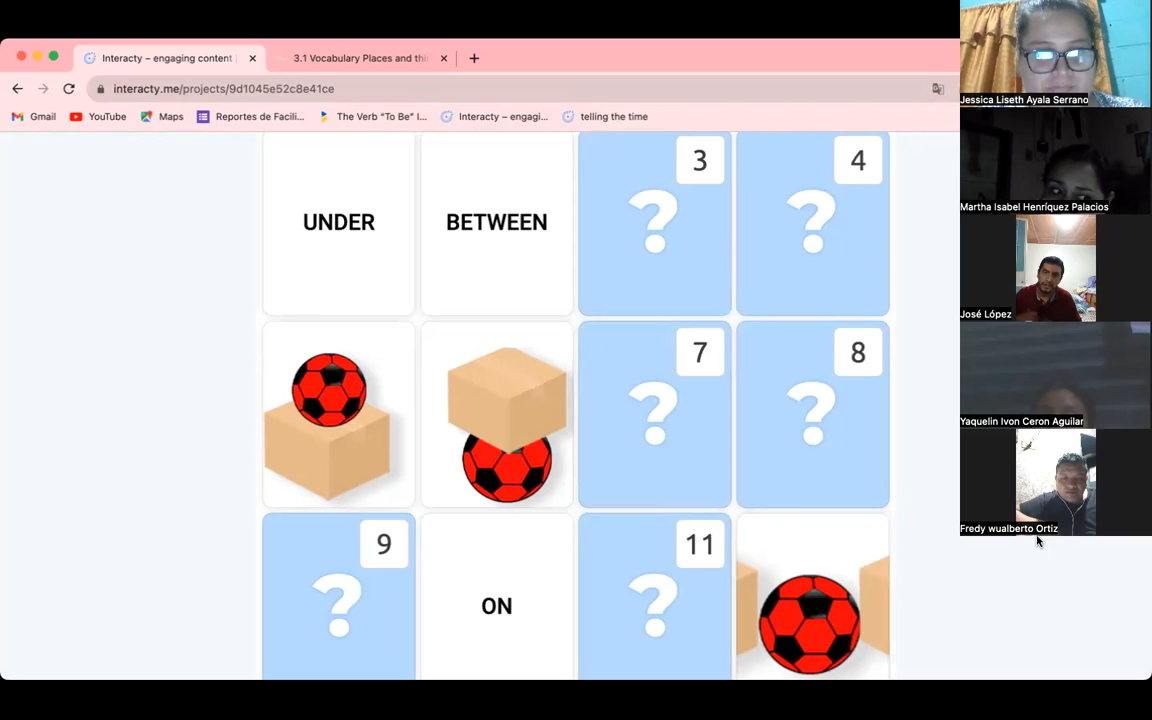 Interacty – engaging content
3.1 Vocabulary Places and thi
interacty.me/projects/9d1045e52c8e41ce
Gmail
YouTube
Maps
Reportes de Facili...
The Verb "To Be" I...
Interacty – engagi...
telling the time
UNDER
BETWEEN
3
4
7
8
9
ON
11
Jessica Liseth Ayala Serrano
Martha Isabel Henríquez Palacios
José López
Yaquelin Ivon Ceron Aguilar
Fredy wualberto Ortiz